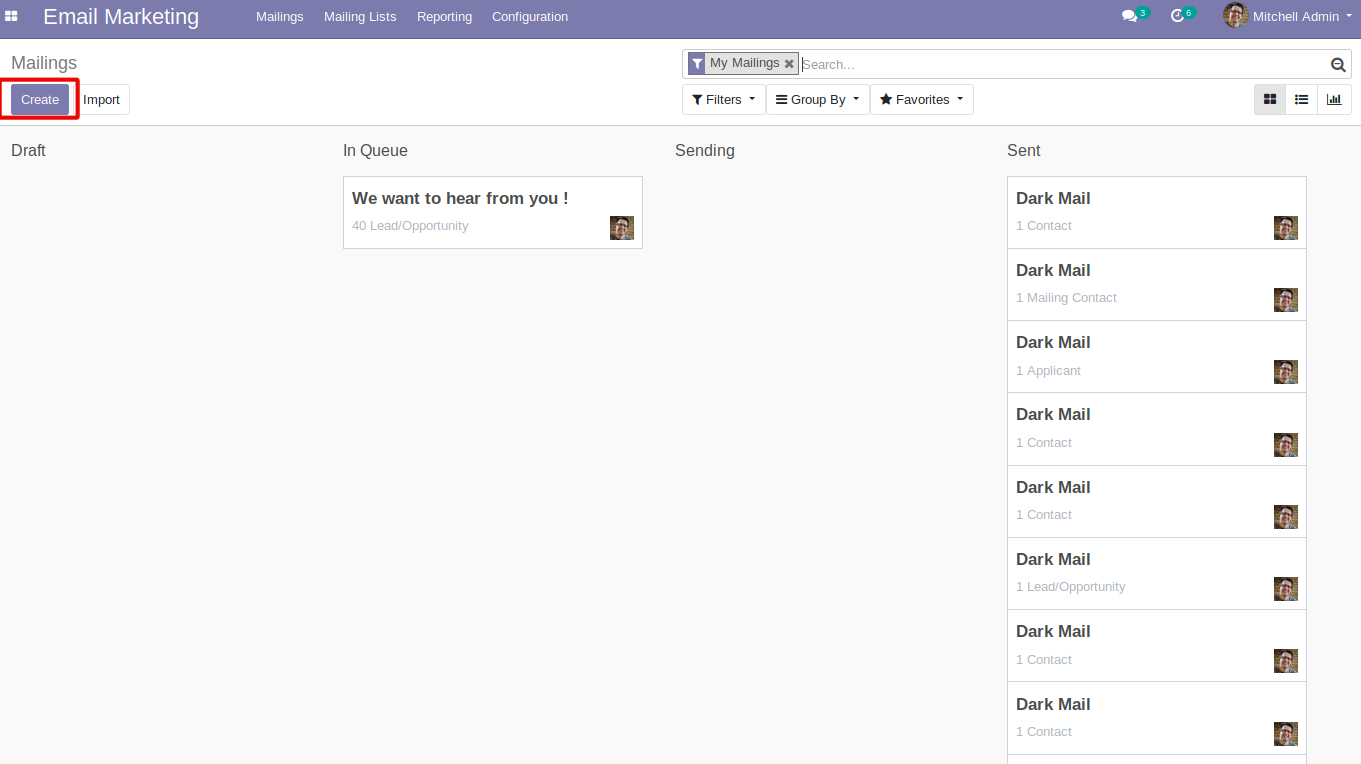 Email Marketing Mailings Mailing Lists Reporting Configuration 3 6 Mitchell Admin
Mailings
My Mailings Search...
Create Import
Filters Group By Favorites
Draft In Queue Sending Sent
We want to hear from you !
40 Lead/Opportunity
Dark Mail
1 Contact
Dark Mail
1 Mailing Contact
Dark Mail
1 Applicant
Dark Mail
1 Contact
Dark Mail
1 Contact
Dark Mail
1 Lead/Opportunity
Dark Mail
1 Contact
Dark Mail
1 Contact